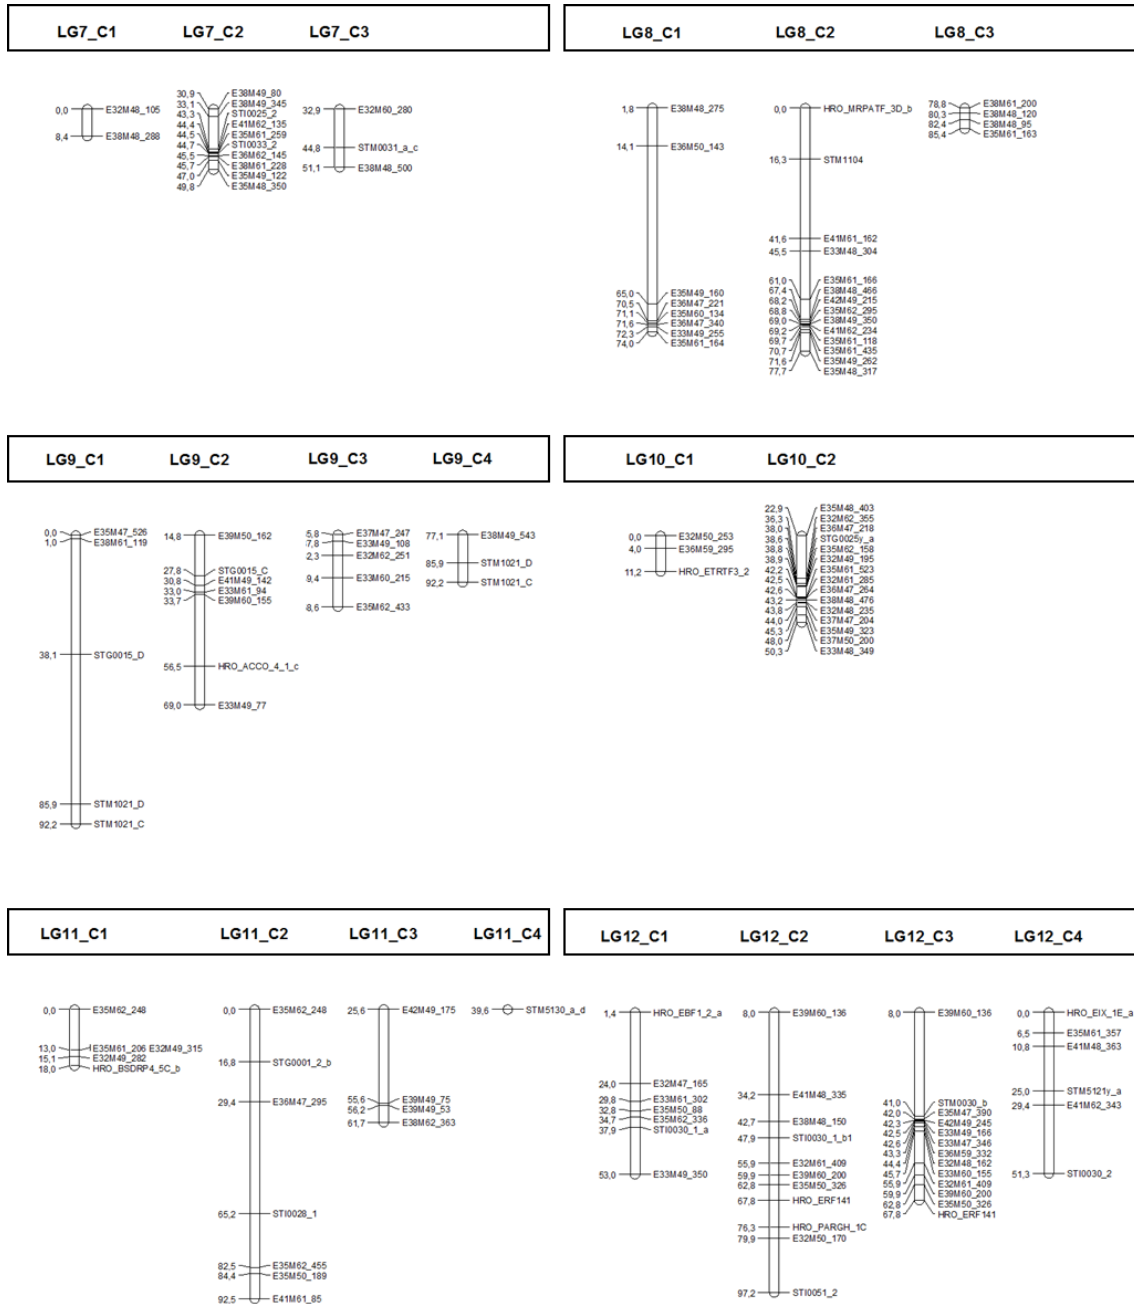 LG7_C1 LG7_C2 LG7_C3
0,0 E32M48_105
8,4 E38M48_288
30,9 E38M49_80
33,1 E38M49_345
43,3 STI0025_2
44,4 E41M62_135
44,5 E35M61_259
44,7 STI0033_2
45,5 E36M62_145
45,7 E38M61_228
47,0 E35M49_122
49,8 E35M48_350
32,9 E32M60_280
44,8 STM0031_a_c
51,1 E38M48_500
LG8_C1 LG8_C2 LG8_C3
1,8 E38M48_275
14,1 E36M50_143
65,0 E35M49_160
70,5 E36M47_221
71,1 E35M60_134
71,6 E36M47_340
72,3 E33M49_255
74,0 E35M61_164
0,0 HRO_MRPATF_3D_b
16,3 STM1104
41,6 E41M61_162
45,5 E33M48_304
61,0 E35M61_166
67,4 E38M48_466
68,2 E42M49_215
68,8 E35M62_295
69,0 E38M49_350
69,2 E41M62_234
69,7 E35M61_118
70,7 E35M61_435
71,6 E35M49_262
77,7 E35M48_317
78,8 E38M61_200
80,3 E38M48_120
82,4 E38M48_95
85,4 E35M61_163
LG9_C1 LG9_C2 LG9_C3 LG9_C4
0,0 E35M47_526
1,0 E38M61_119
38,1 STG0015_D
85,9 STM1021_D
92,2 STM1021_C
14,8 E39M50_162
27,8 STG0015_C
30,8 E41M49_142
33,0 E33M61_94
33,7 E39M60_155
56,5 HRO_ACCO_4_1_c
69,0 E33M49_77
5,8 E37M47_247
7,8 E33M49_108
2,3 E32M62_251
9,4 E33M60_215
8,6 E35M62_433
77,1 E38M49_543
85,9 STM1021_D
92,2 STM1021_C
LG10_C1 LG10_C2
0,0 E32M50_253
4,0 E36M59_295
11,2 HRO_ETRTF3_2
22,9 E35M48_403
36,3 E32M62_355
38,0 E36M47_218
38,6 STG0025y_a
38,8 E35M62_158
38,9 E32M49_195
42,2 E35M61_523
42,5 E32M61_285
42,6 E36M47_264
43,2 E38M48_476
43,8 E32M48_235
44,0 E37M47_204
45,3 E35M49_323
48,0 E37M50_200
50,3 E33M48_349
LG11_C1 LG11_C2 LG11_C3 LG11_C4
0,0 E35M62_248
13,0 E35M61_206 E32M49_315
15,1 E32M49_282
18,0 HRO_BSDRP4_5C_b
0,0 E35M62_248
16,8 STG0001_2_b
29,4 E36M47_295
65,2 STI0028_1
82,5 E35M62_455
84,4 E35M50_189
92,5 E41M61_85
25,6 E42M49_175
55,6 E39M49_75
56,2 E39M49_53
61,7 E38M62_363
39,6 STM5130_a_d
LG12_C1 LG12_C2 LG12_C3 LG12_C4
1,4 HRO_EBF1_2_a
24,0 E32M47_165
29,8 E33M61_302
32,8 E35M50_88
34,7 E35M62_336
37,9 STI0030_1_a
53,0 E33M49_350
8,0 E39M60_136
34,2 E41M48_335
42,7 E38M48_150
47,9 STI0030_1_b1
55,9 E32M61_409
59,9 E39M60_200
62,8 E35M50_326
67,8 HRO_ERF141
76,3 HRO_PARGH_1C
79,9 E32M50_170
97,2 STI0051_2
8,0 E39M60_136
41,0 STM0030_b
42,0 E35M47_390
42,3 E42M49_245
42,5 E33M49_166
42,6 E33M47_346
43,3 E36M59_332
44,4 E32M48_162
45,7 E33M60_155
55,9 E32M61_409
59,9 E39M60_200
62,8 E35M50_326
67,8 HRO_ERF141
0,0 HRO_EIX_1E_a
6,5 E35M61_357
10,8 E41M48_363
25,0 STM5121y_a
29,4 E41M62_343
51,3 STI0030_2